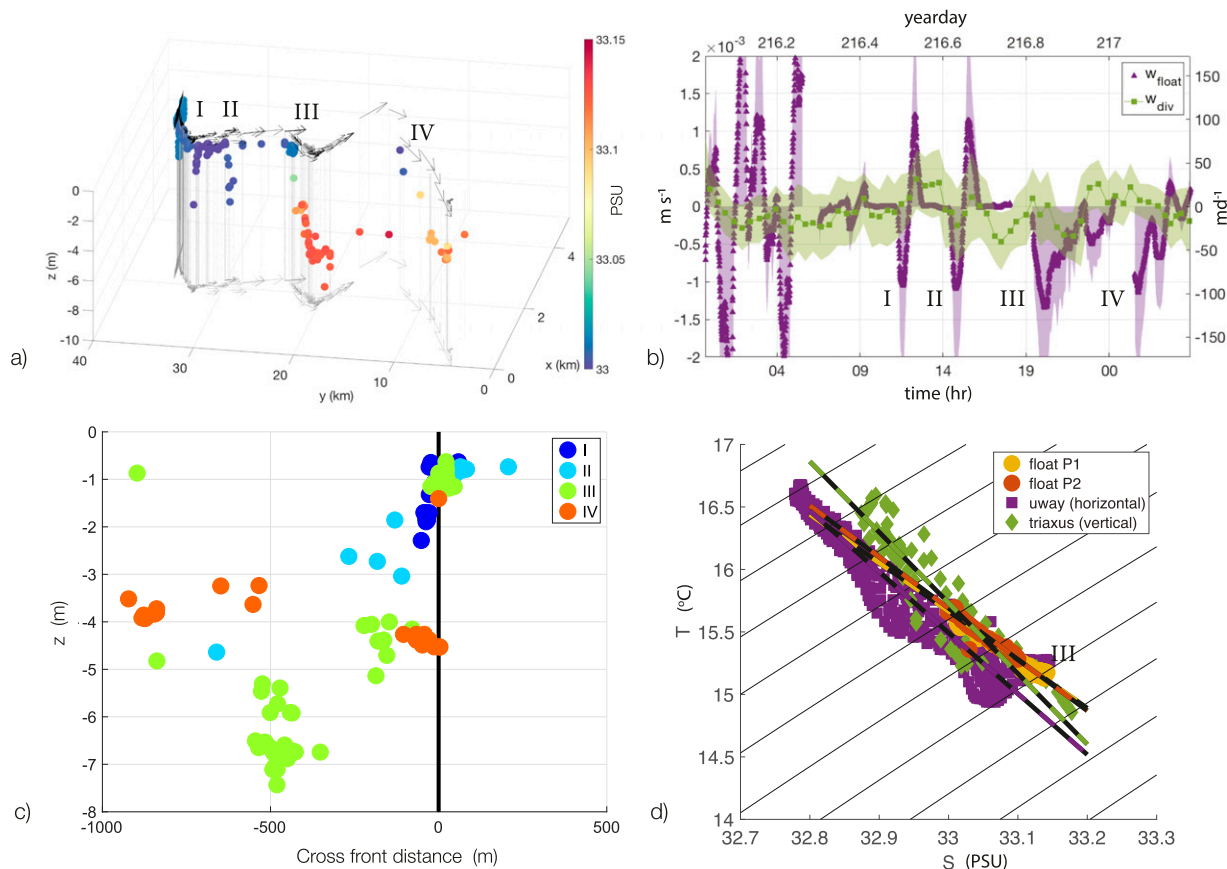 I
II
III
IV
33.15
33.1
33.05
33
PSU
0
-2
-4
-6
-8
-10
z (m)
40
30
20
10
0
y (km)
4
2
0
x (km)
a)
yearday
×10-3
216.2
216.4
216.6
216.8
217
2
1.5
1
0.5
0
-0.5
-1
-1.5
-2
m s-1
150
100
50
0
-50
-100
-150
md-1
wfloat
wdiv
I
II
III
IV
04
09
14
19
00
time (hr)
b)
0
-1
-2
-3
-4
-5
-6
-7
-8
z (m)
I
II
III
IV
-1000
-500
0
500
Cross front distance (m)
c)
17
16.5
16
15.5
15
14.5
14
T (°C)
float P1
float P2
uway (horizontal)
triaxus (vertical)
III
32.7
32.8
32.9
33
33.1
33.2
33.3
S (PSU)
d)